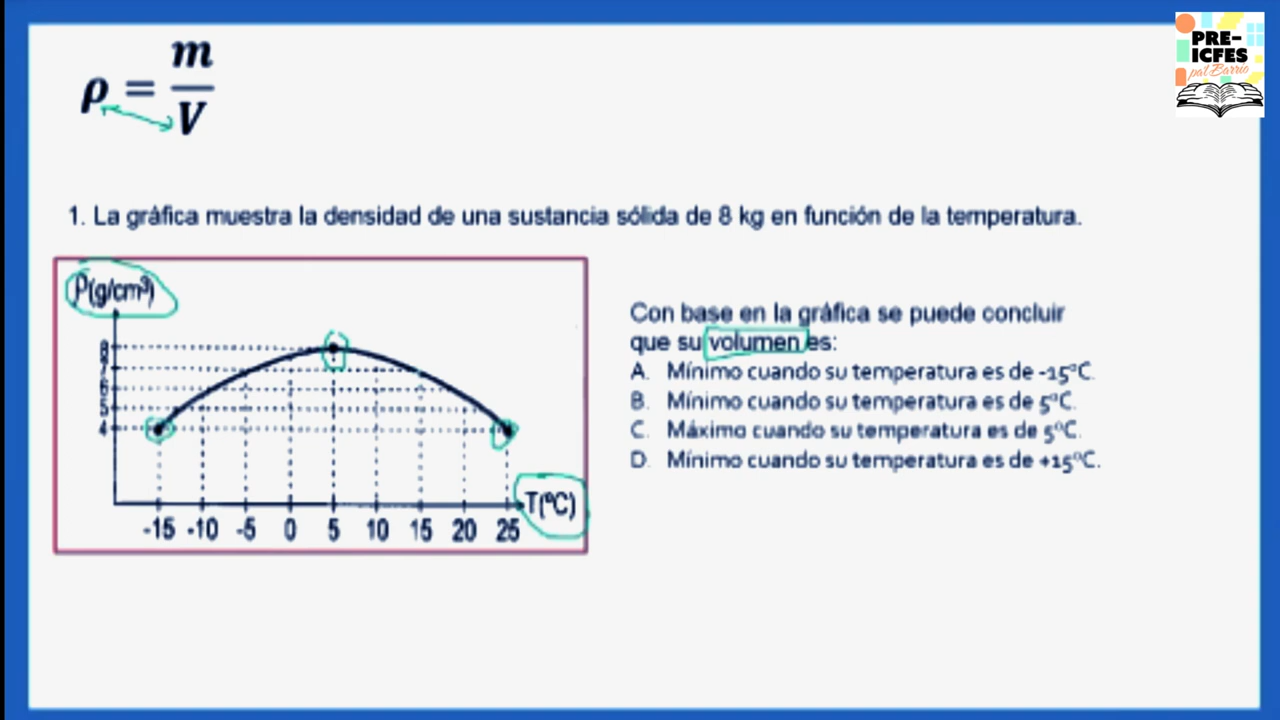 ρ = m/V
PRE-
ICFES
pa'l Barrio
1. La gráfica muestra la densidad de una sustancia sólida de 8 kg en función de la temperatura.
Ρ(g/cm³)
8
7
6
5
4
-15 -10 -5 0 5 10 15 20 25
T(ºC)
Con base en la gráfica se puede concluir
que su volumen es:
A. Mínimo cuando su temperatura es de -15ºC.
B. Mínimo cuando su temperatura es de 5ºC.
C. Máximo cuando su temperatura es de 5ºC.
D. Mínimo cuando su temperatura es de +15ºC.